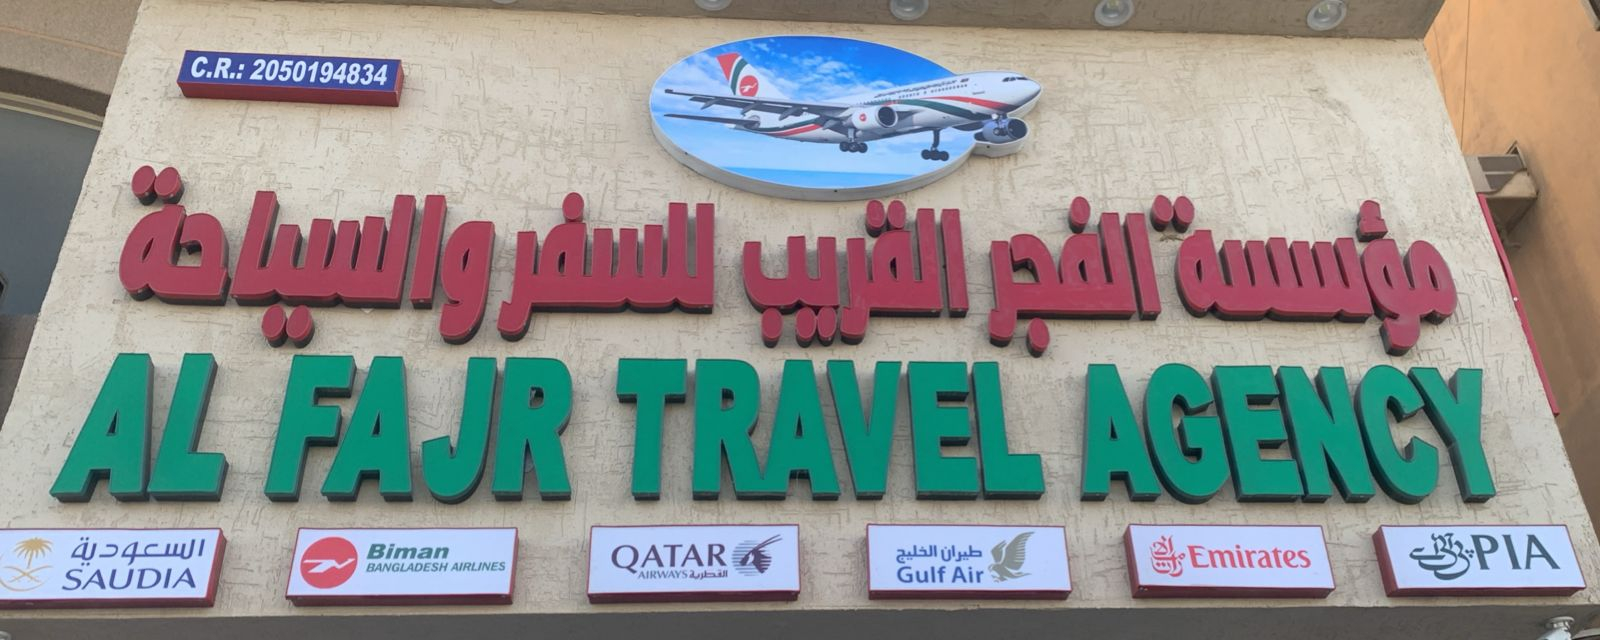 C.R.: 2050194834
مؤسسة الفجر القريب للسفر والسياحة
AL FAJR TRAVEL AGENCY
السعودية
SAUDIA
Biman
BANGLADESH AIRLINES
QATAR
AIRWAYS القطرية
طيران الخليج
Gulf Air
Emirates
PIA